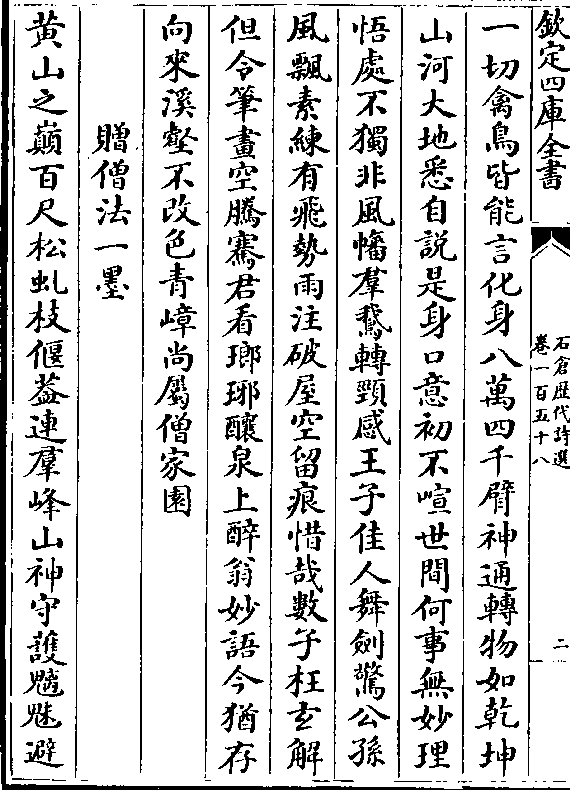 欽定四庫全書
石倉歴代詩選
卷一百五十八
二
一切禽鳥皆能言化身八萬四千臂神通轉物如乾坤
山河大地悉自說是身口意初不喧世間何事無妙理
悟處不獨非風幡羣鵞轉頸感王子佳人舞劍驚公孫
風飄素練有飛勢雨注破屋空留痕惜哉數子枉玄解
但令筆畫空騰騫君看瑯琊釀泉上醉翁妙語今猶存
向來溪壑不改色青嶂尚屬僧家園
贈僧法一墨
黄山之巔百尺松虬枝偃葢連羣峰山神守護魑魅避